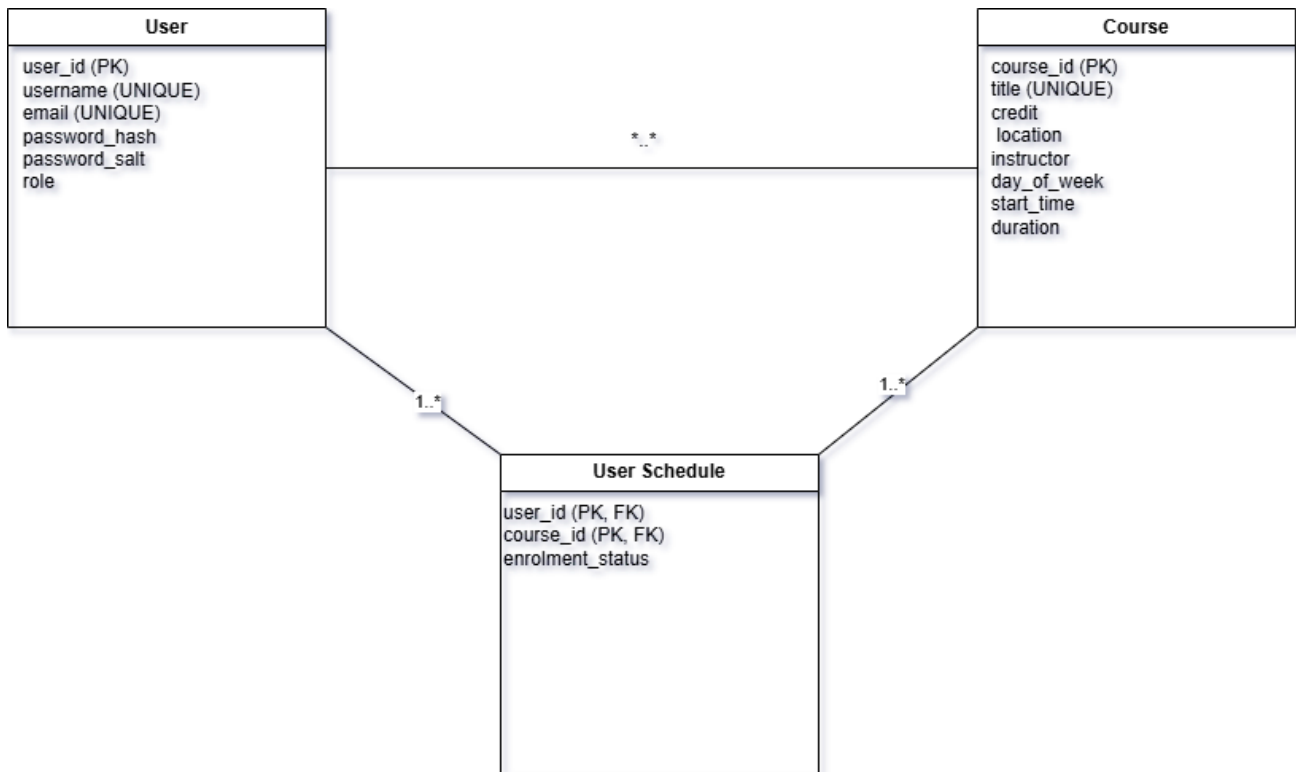 User
user_id (PK)
username (UNIQUE)
email (UNIQUE)
password_hash
password_salt
role
*..*
Course
course_id (PK)
title (UNIQUE)
credit
location
instructor
day_of_week
start_time
duration
1..*
1..*
User Schedule
user_id (PK, FK)
course_id (PK, FK)
enrolment_status